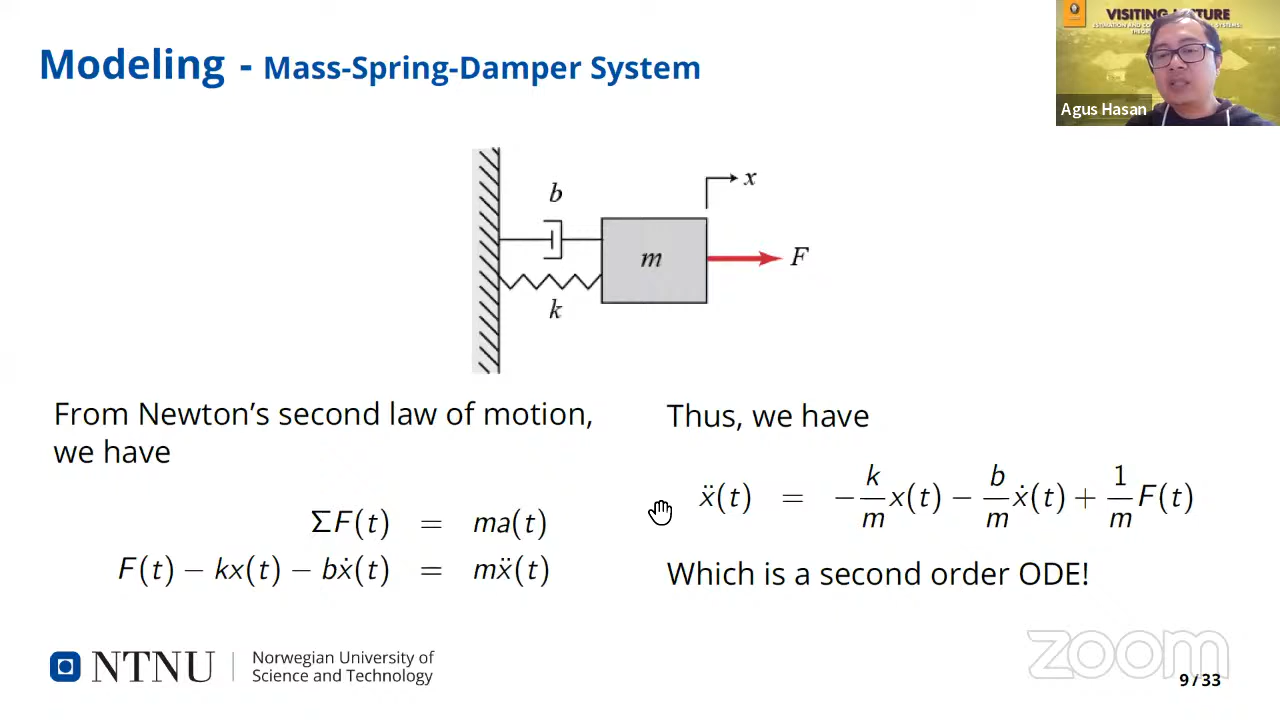 Modeling - Mass-Spring-Damper System
VISITING LECTURE
Agus Hasan
b
x
m
F
k
From Newton's second law of motion,
we have
ΣF(t) = ma(t)
F(t) − kx(t) − bẋ(t) = mẍ(t)
Thus, we have
ẍ(t) = −k/m x(t) − b/m ẋ(t) + 1/m F(t)
Which is a second order ODE!
NTNU
Norwegian University of
Science and Technology
zoom
9 / 33